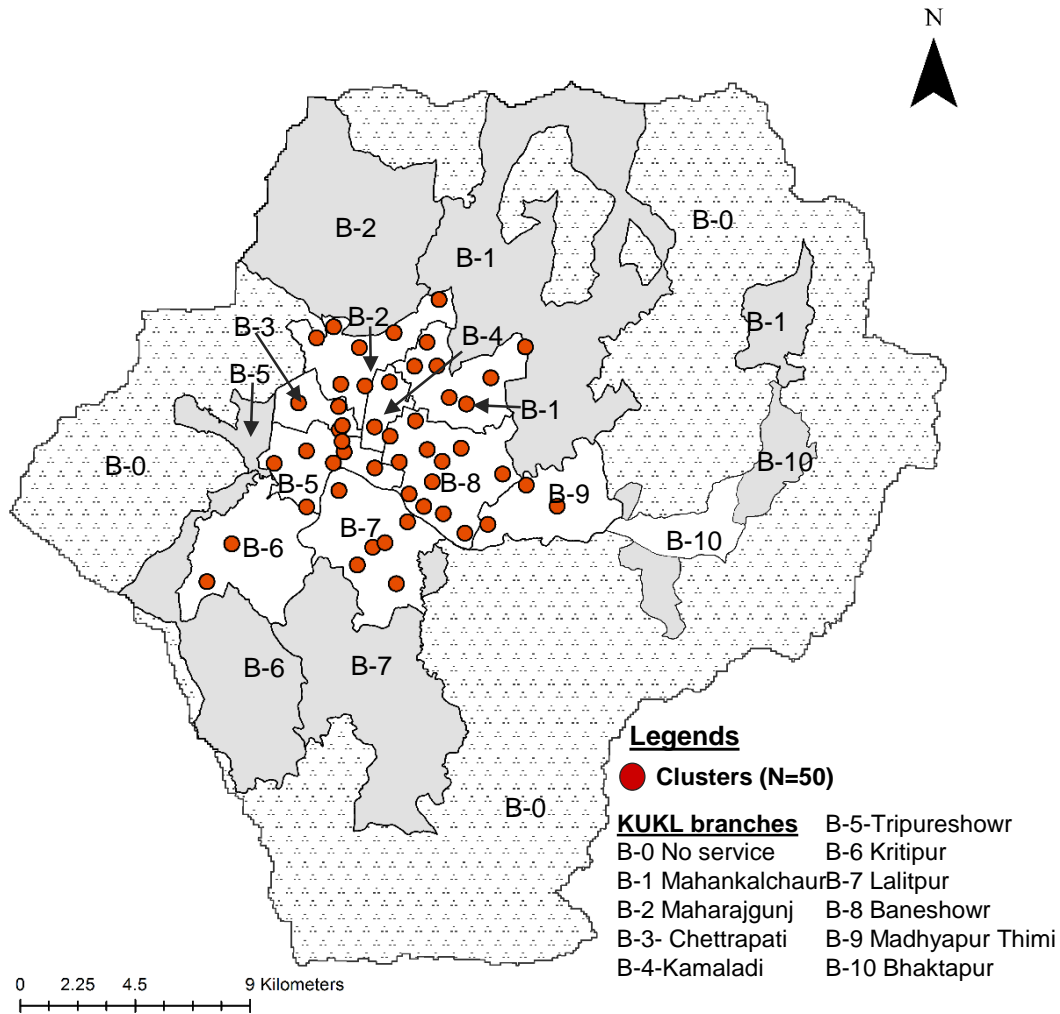 N
B-2
B-0
B-1
B-2
B-1
B-3
B-4
B-5
B-1
B-0
B-10
B-5
B-8
B-9
B-7
B-6
B-10
B-6
B-7
Legends
Clusters (N=50)
B-0
KUKL branches
B-0 No service
B-1 Mahankalchaur
B-2 Maharajgunj
B-3- Chettrapati
B-4-Kamaladi
B-5-Tripureshowr
B-6 Kritipur
B-7 Lalitpur
B-8 Baneshowr
B-9 Madhyapur Thimi
B-10 Bhaktapur
0 2.25 4.5 9 Kilometers